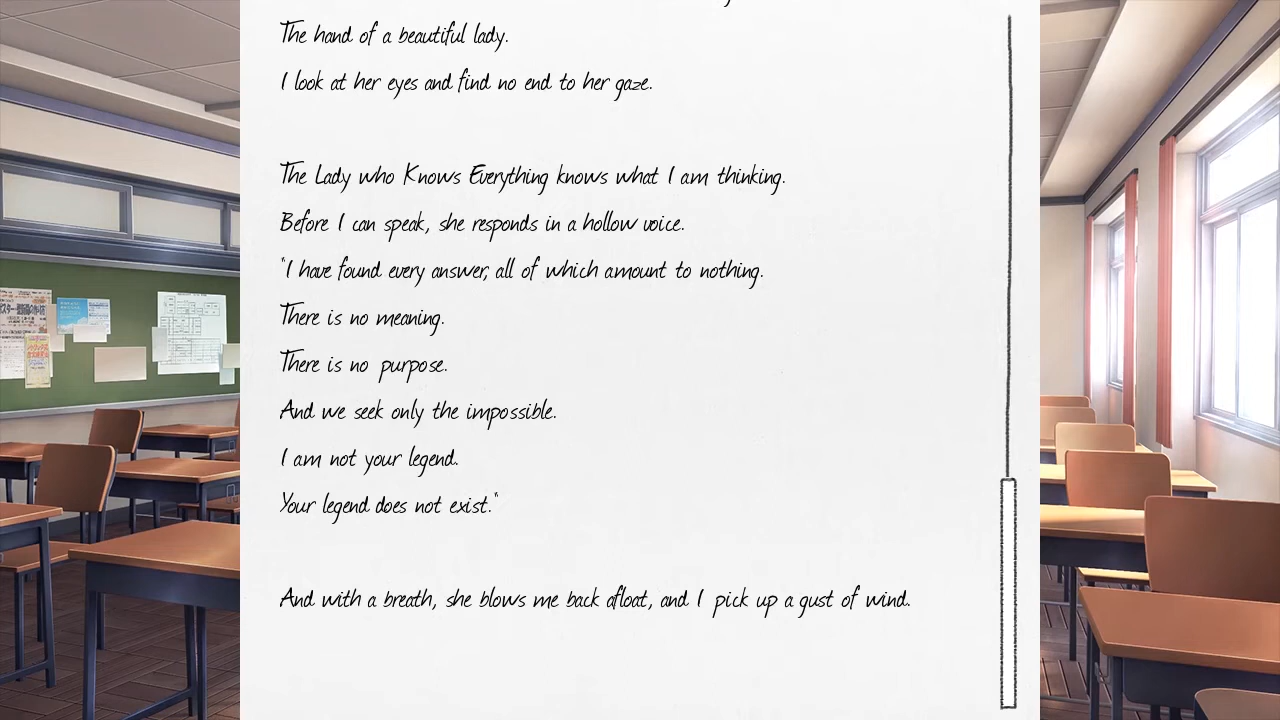 The hand of a beautiful lady.
I look at her eyes and find no end to her gaze.
The Lady who Knows Everything knows what I am thinking.
Before I can speak, she responds in a hollow voice.
"I have found every answer, all of which amount to nothing.
There is no meaning.
There is no purpose.
And we seek only the impossible.
I am not your legend.
Your legend does not exist."
And with a breath, she blows me back afloat, and I pick up a gust of wind.